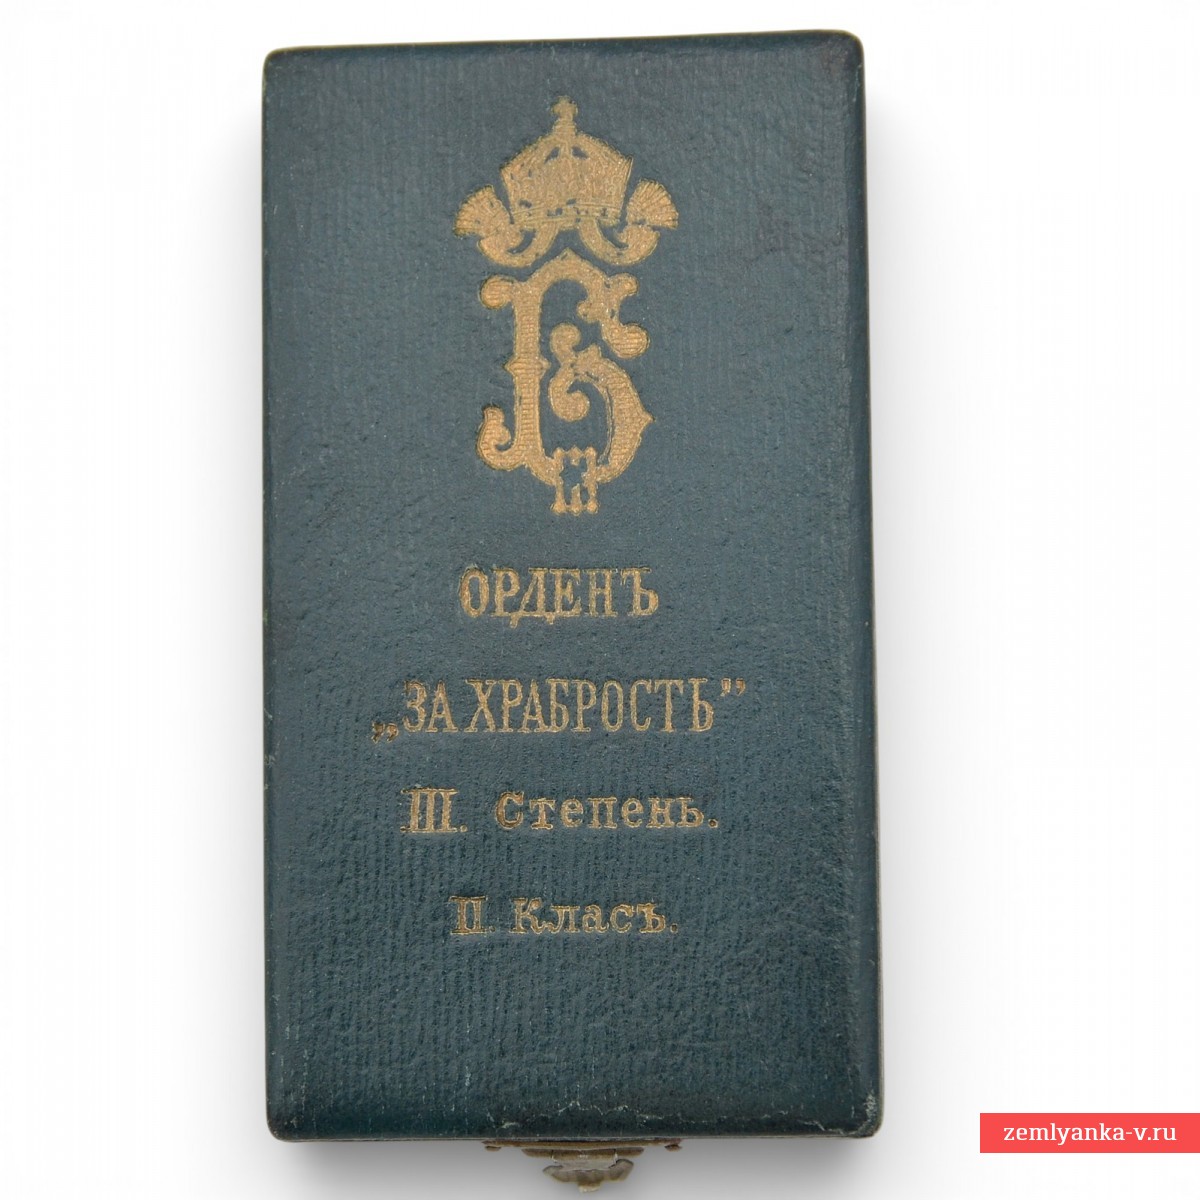 ОРДЕНЪ
„ЗА ХРАБРОСТЬ”
III. Степень.
II. Класъ.
zemlyanka-v.ru